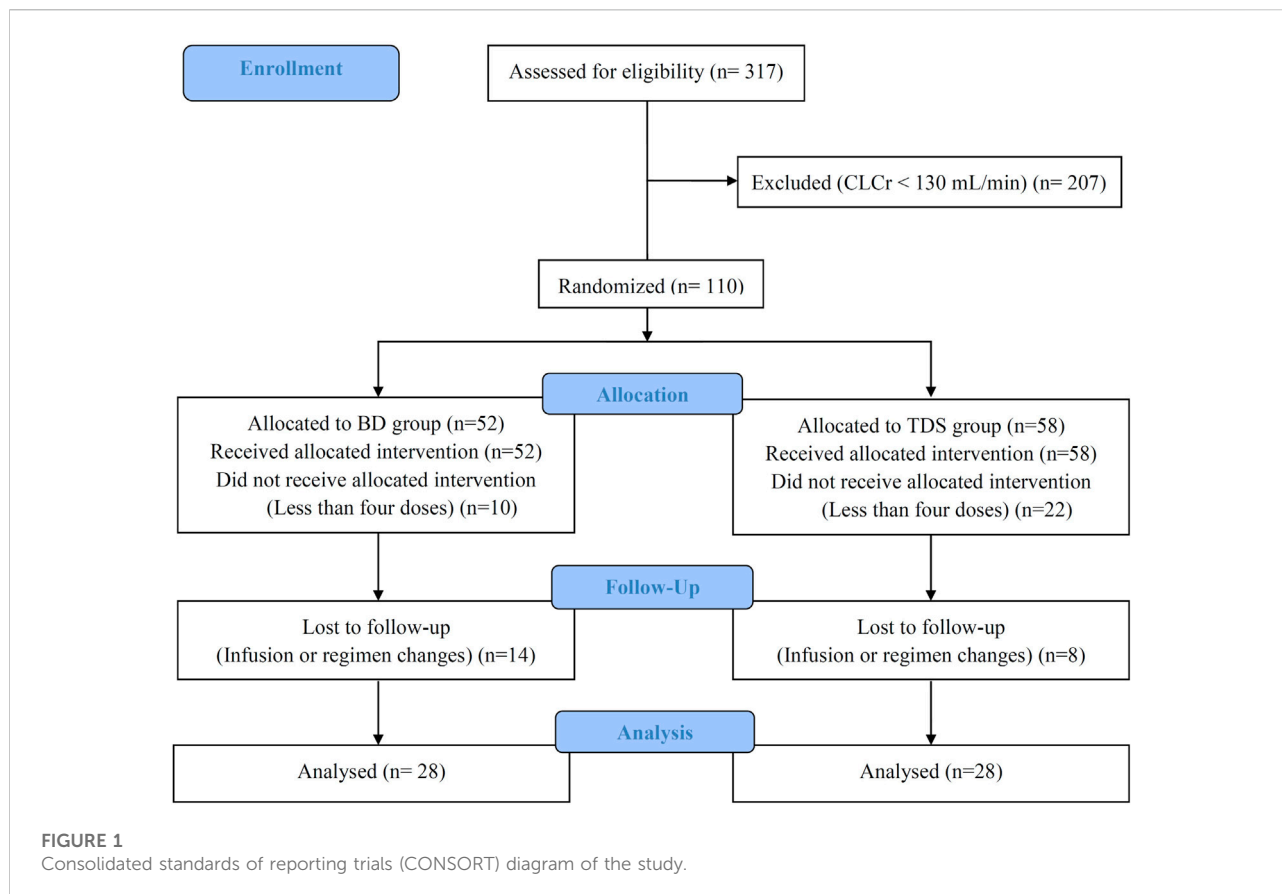 Enrollment
Assessed for eligibility (n= 317)
Excluded (CLCr < 130 mL/min) (n= 207)
Randomized (n= 110)
Allocation
Allocated to BD group (n=52)
Received allocated intervention (n=52)
Did not receive allocated intervention
(Less than four doses) (n=10)
Allocated to TDS group (n=58)
Received allocated intervention (n=58)
Did not receive allocated intervention
(Less than four doses) (n=22)
Follow-Up
Lost to follow-up
(Infusion or regimen changes) (n=14)
Lost to follow-up
(Infusion or regimen changes) (n=8)
Analysis
Analysed (n= 28)
Analysed (n=28)
FIGURE 1
Consolidated standards of reporting trials (CONSORT) diagram of the study.